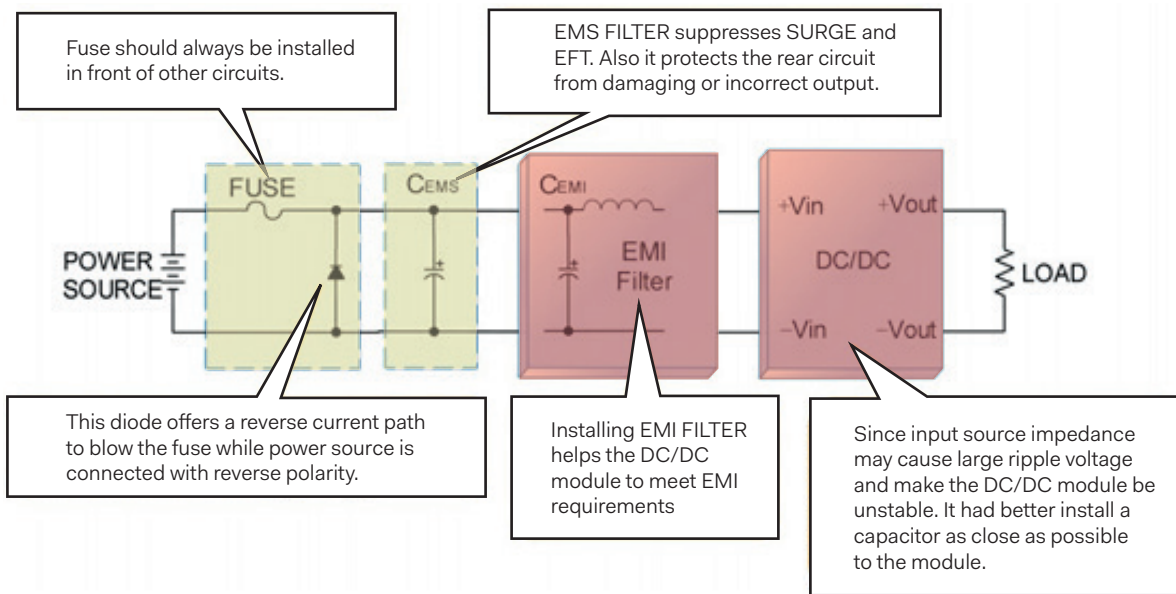 Fuse should always be installed
in front of other circuits.
EMS FILTER suppresses SURGE and
EFT. Also it protects the rear circuit
from damaging or incorrect output.
FUSE
CEMS
CEMI
+Vin
+Vout
EMI
Filter
DC/DC
POWER
SOURCE
LOAD
−Vin
−Vout
This diode offers a reverse current path
to blow the fuse while power source is
connected with reverse polarity.
Installing EMI FILTER
helps the DC/DC
module to meet EMI
requirements
Since input source impedance
may cause large ripple voltage
and make the DC/DC module be
unstable. It had better install a
capacitor as close as possible
to the module.